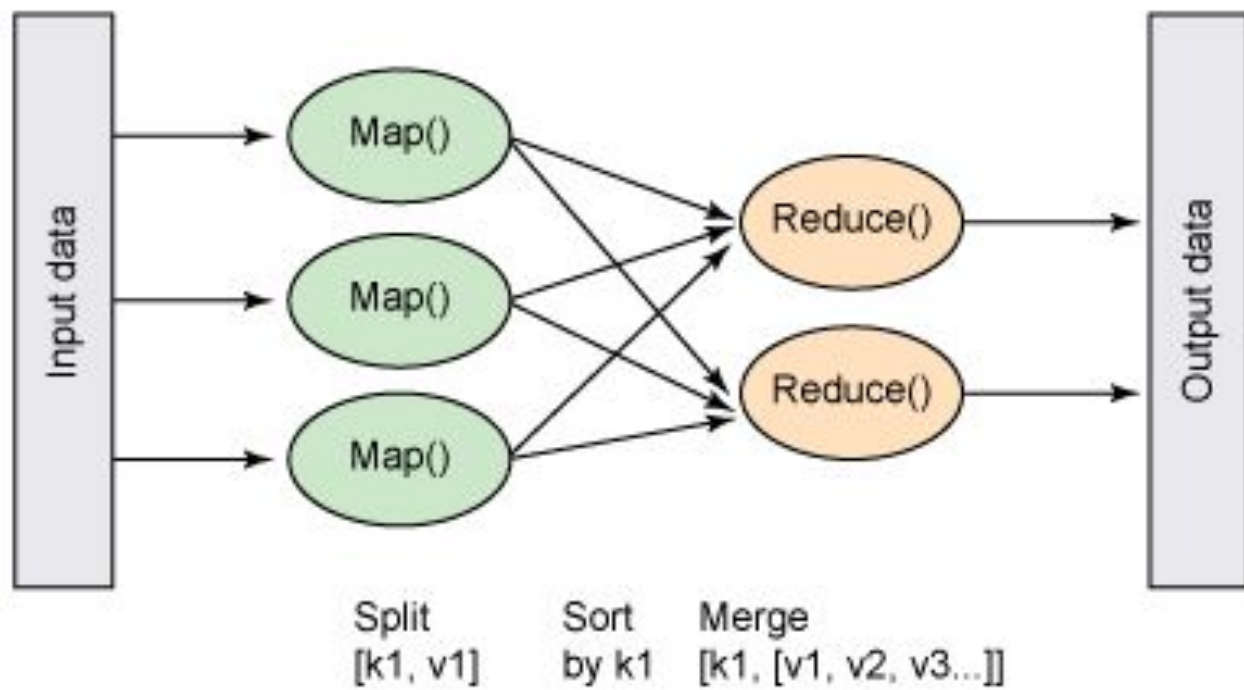 Input data
Map()
Map()
Map()
Reduce()
Reduce()
Output data
Split
[k1, v1]
Sort
by k1
Merge
[k1, [v1, v2, v3...]]